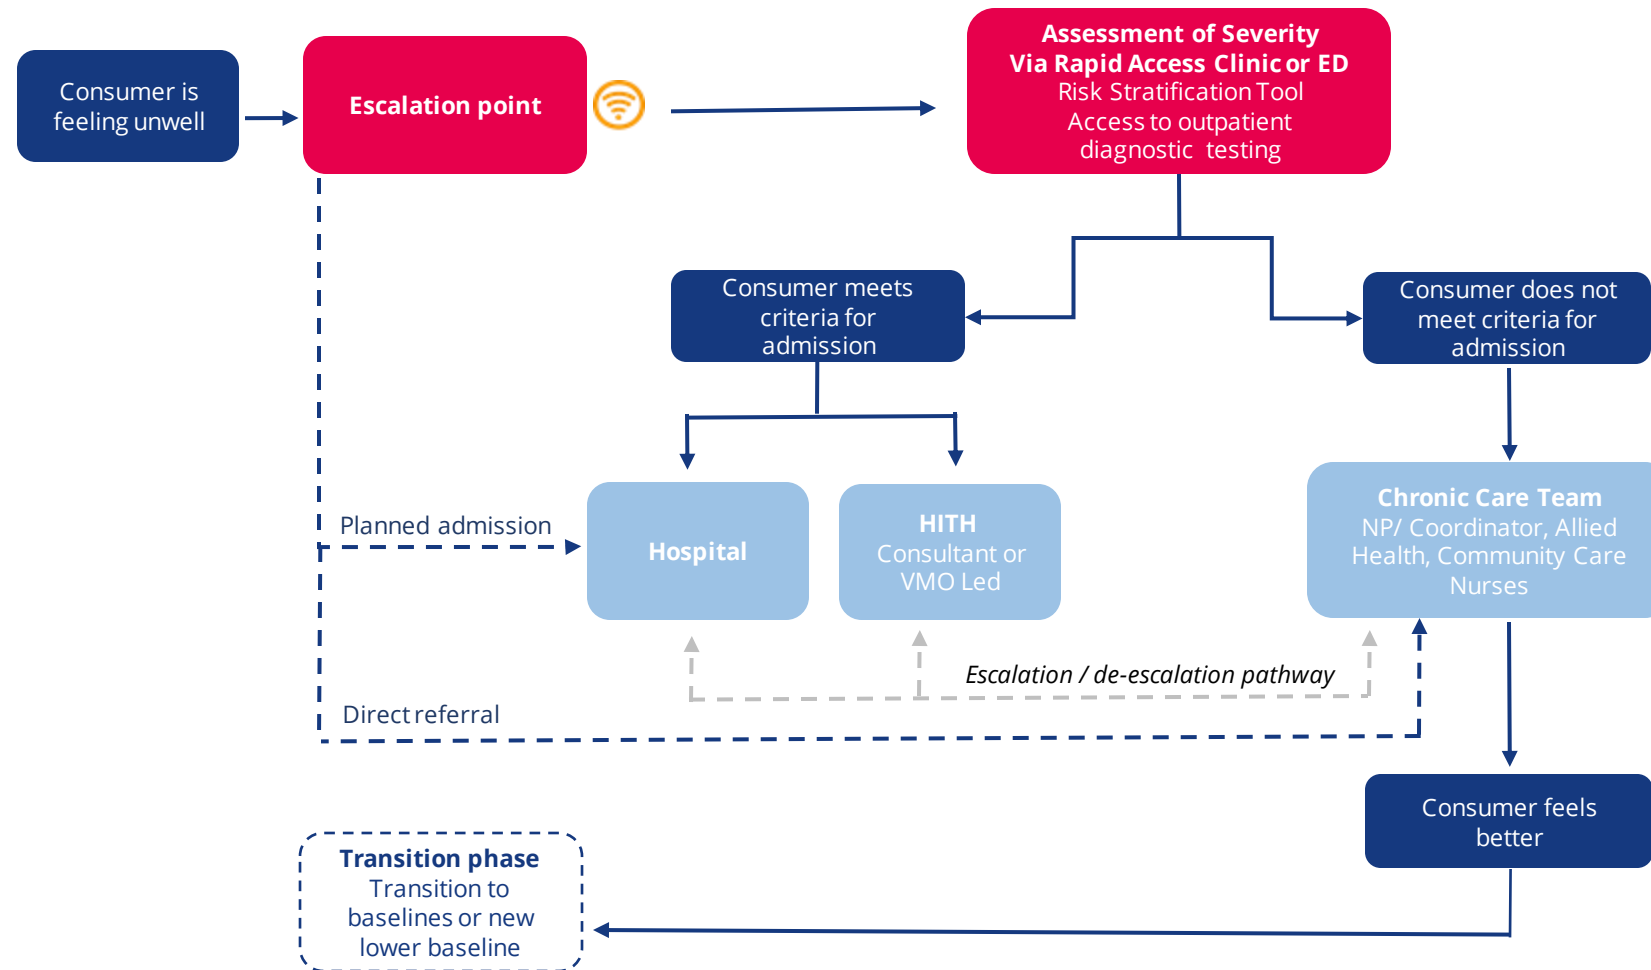 Consumer is
feeling unwell
Escalation point
Assessment of Severity
Via Rapid Access Clinic or ED
Risk Stratification Tool
Access to outpatient
diagnostic testing
Consumer meets
criteria for
admission
Consumer does not
meet criteria for
admission
Planned admission
Hospital
HITH
Consultant or
VMO Led
Chronic Care Team
NP/ Coordinator, Allied
Health, Community Care
Nurses
Escalation / de-escalation pathway
Direct referral
Consumer feels
better
Transition phase
Transition to
baselines or new
lower baseline